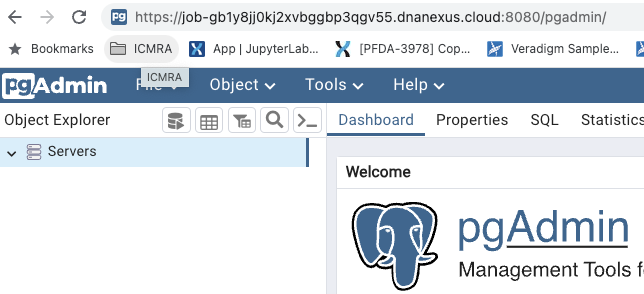 https://job-gb1y8jj0kj2xvbggbp3qgv55.dnanexus.cloud:8080/pgadmin/
Bookmarks ICMRA App | JupyterLab... [PFDA-3978] Cop... Veradigm Sample...
ICMRA
pgAdmin File Object Tools Help
Object Explorer Dashboard Properties SQL Statistics
Servers
Welcome
pgAdmin
Management Tools fo